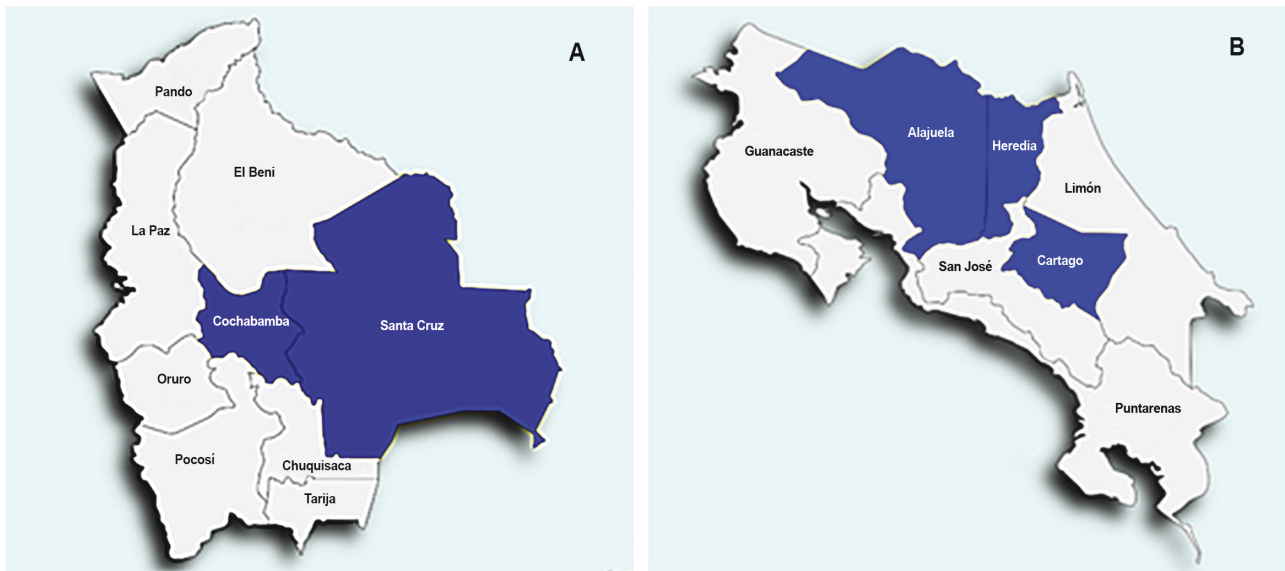 A
Pando
El Beni
La Paz
Cochabamba
Santa Cruz
Oruro
Pocosí
Chuquisaca
Tarija
B
Alajuela
Heredia
Guanacaste
Limón
Cartago
San José
Puntarenas